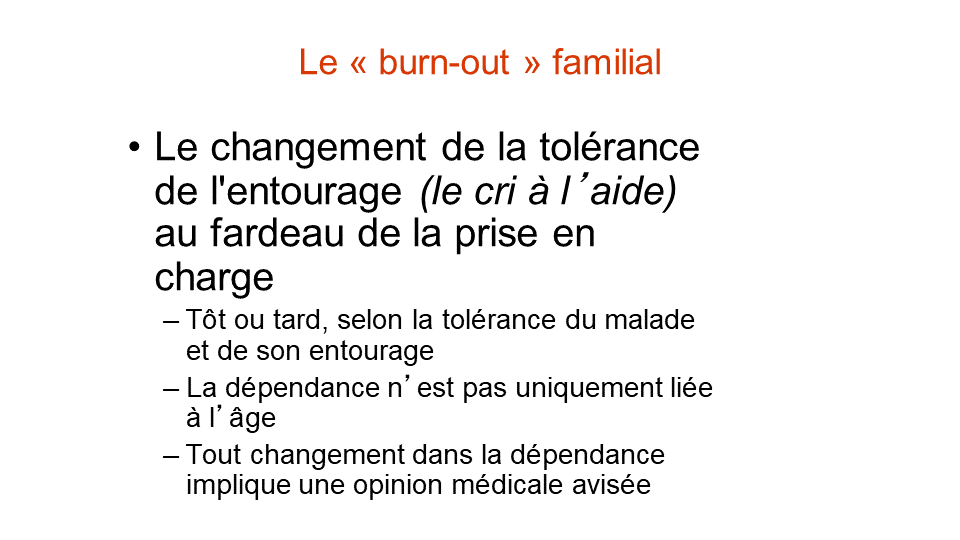 Le « burn-out » familial
• Le changement de la tolérance
de l'entourage (le cri à l’aide)
au fardeau de la prise en
charge
– Tôt ou tard, selon la tolérance du malade
et de son entourage
– La dépendance n’est pas uniquement liée
à l’âge
– Tout changement dans la dépendance
implique une opinion médicale avisée